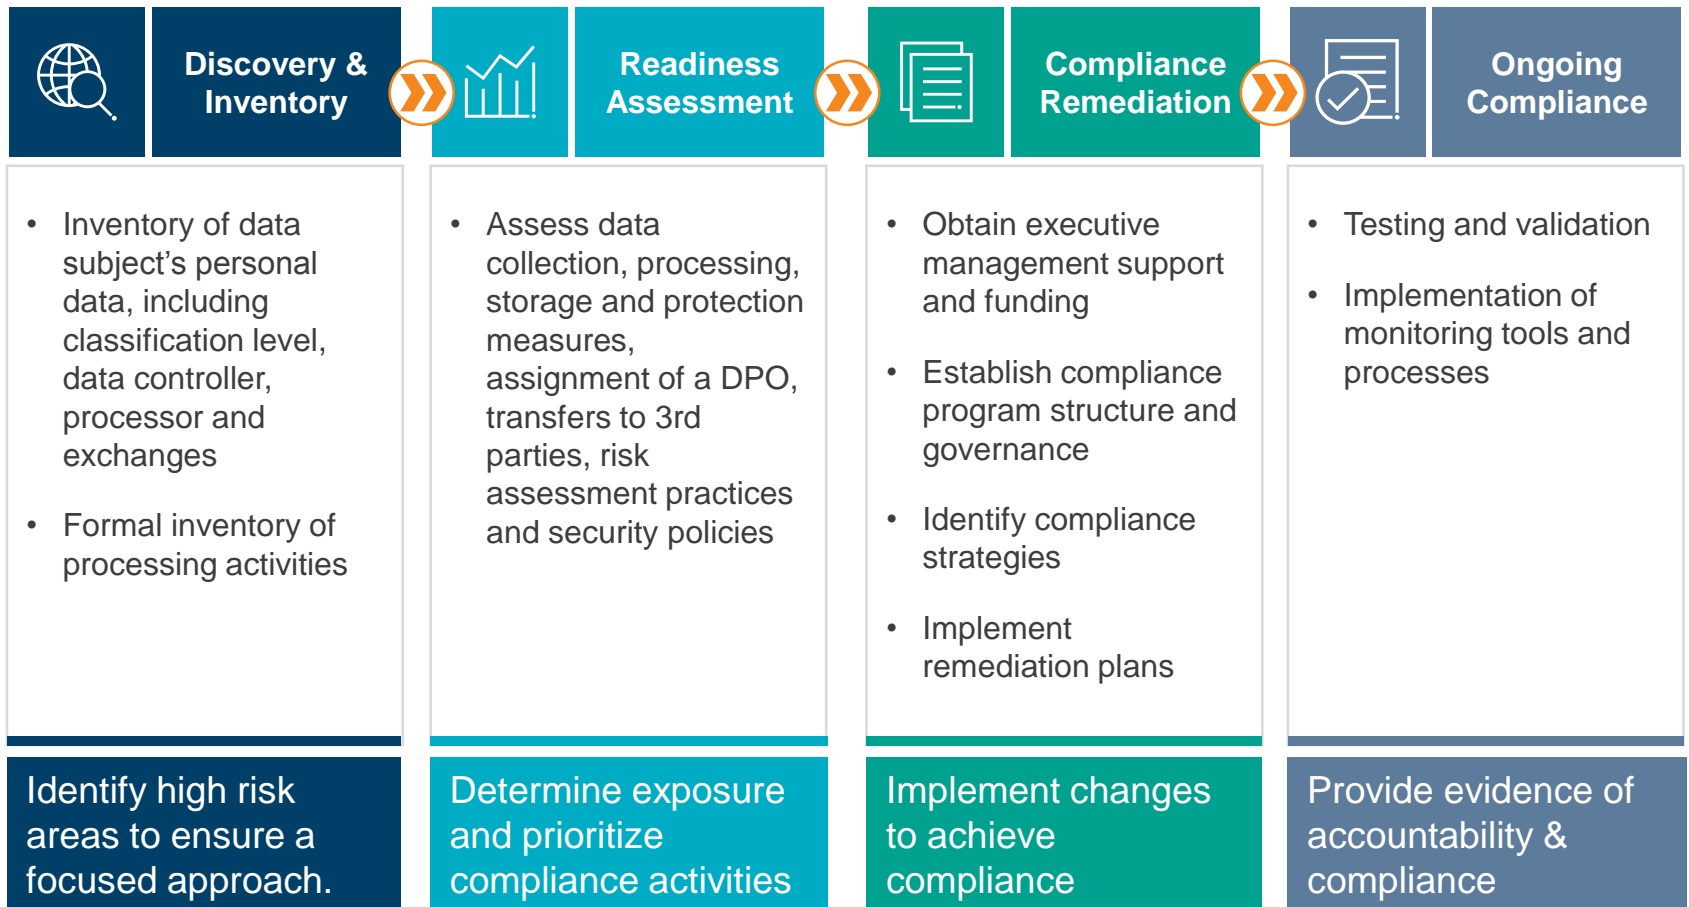 Discovery &
Inventory
Readiness
Assessment
Compliance
Remediation
Ongoing
Compliance
• Inventory of data
subject’s personal
data, including
classification level,
data controller,
processor and
exchanges
• Formal inventory of
processing activities
• Assess data
collection, processing,
storage and protection
measures,
assignment of a DPO,
transfers to 3rd
parties, risk
assessment practices
and security policies
• Obtain executive
management support
and funding
• Establish compliance
program structure and
governance
• Identify compliance
strategies
• Implement
remediation plans
• Testing and validation
• Implementation of
monitoring tools and
processes
Identify high risk
areas to ensure a
focused approach.
Determine exposure
and prioritize
compliance activities
Implement changes
to achieve
compliance
Provide evidence of
accountability &
compliance